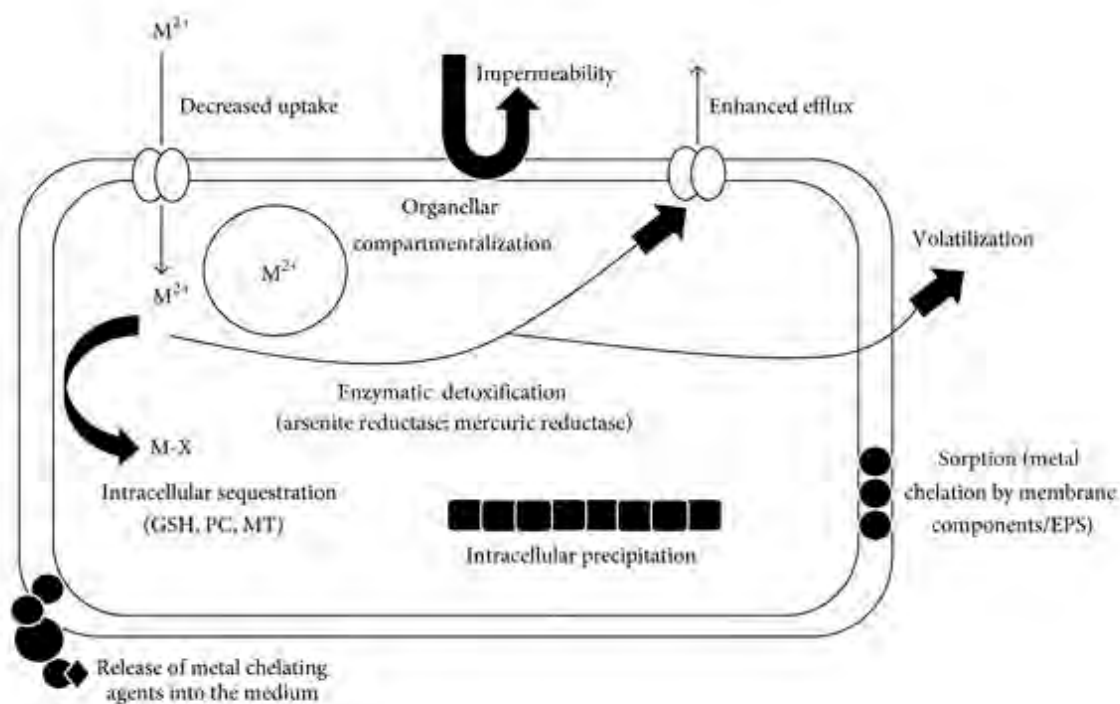 M2+
Decreased uptake
Impermeability
Enhanced efflux
Organellar
compartmentalization
Volatilization
M2+
M2+
Enzymatic detoxification
(arsenite reductase; mercuric reductase)
M-X
Intracellular sequestration
(GSH, PC, MT)
Intracellular precipitation
Sorption (metal
chelation by membrane
components/EPS)
Release of metal chelating
agents into the medium